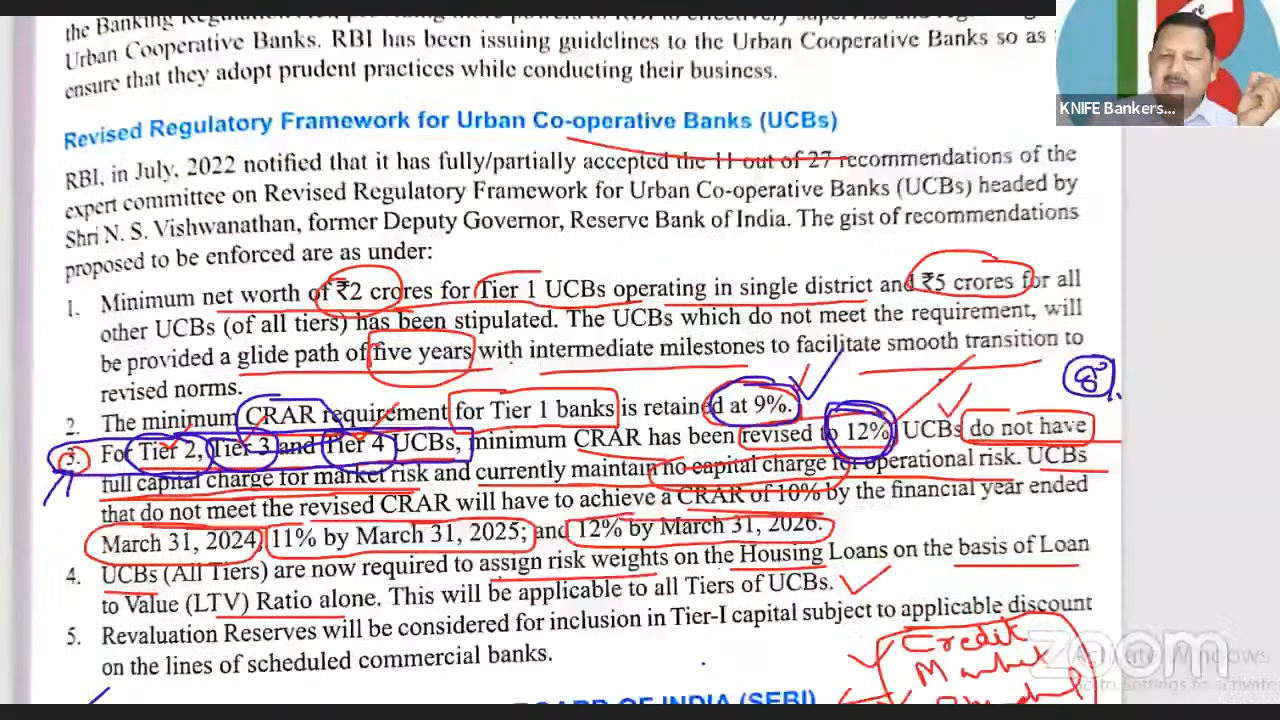 the Banking
Urban Cooperative Banks. RBI has been issuing guidelines to the Urban Cooperative Banks so as
ensure that they adopt prudent practices while conducting their business.
KNIFE Bankers...
Revised Regulatory Framework for Urban Co-operative Banks (UCBs)
RBI, in July, 2022 notified that it has fully/partially accepted the 11 out of 27 recommendations of the
expert committee on Revised Regulatory Framework for Urban Co-operative Banks (UCBs) headed by
Shri N. S. Vishwanathan, former Deputy Governor, Reserve Bank of India. The gist of recommendations
proposed to be enforced are as under:
1. Minimum net worth of ₹2 crores for Tier 1 UCBs operating in single district and ₹5 crores for all
other UCBs (of all tiers) has been stipulated. The UCBs which do not meet the requirement, will
be provided a glide path of five years with intermediate milestones to facilitate smooth transition to
revised norms.
8%
2. The minimum CRAR requirement for Tier 1 banks is retained at 9%.
3. For Tier 2, Tier 3 and Tier 4 UCBs, minimum CRAR has been revised to 12%. UCBs do not have
full capital charge for market risk and currently maintain no capital charge for operational risk. UCBs
that do not meet the revised CRAR will have to achieve a CRAR of 10% by the financial year ended
March 31, 2024; 11% by March 31, 2025; and 12% by March 31, 2026.
4. UCBs (All Tiers) are now required to assign risk weights on the Housing Loans on the basis of Loan
to Value (LTV) Ratio alone. This will be applicable to all Tiers of UCBs.
5. Revaluation Reserves will be considered for inclusion in Tier-I capital subject to applicable discount
on the lines of scheduled commercial banks.
Credit
Market
zoom
Activate Windows
Go to Settings to activate
BOARD OF INDIA (SEBI)